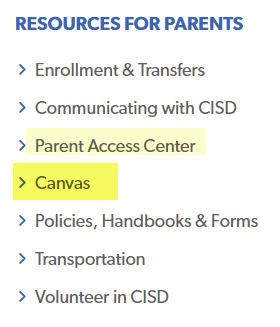 RESOURCES FOR PARENTS
Enrollment & Transfers
Communicating with CISD
Parent Access Center
Canvas
Policies, Handbooks & Forms
Transportation
Volunteer in CISD